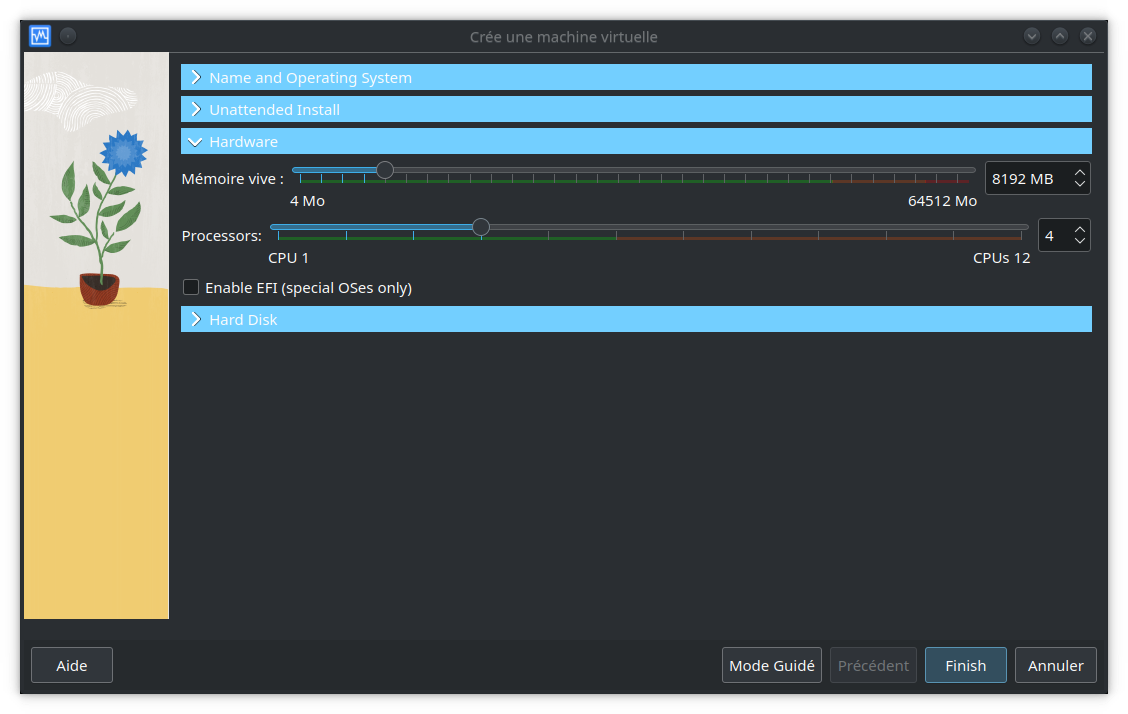 Crée une machine virtuelle
Name and Operating System
Unattended Install
Hardware
Mémoire vive : 8192 MB
4 Mo 64512 Mo
Processors: 4
CPU 1 CPUs 12
Enable EFI (special OSes only)
Hard Disk
Aide Mode Guidé Précédent Finish Annuler